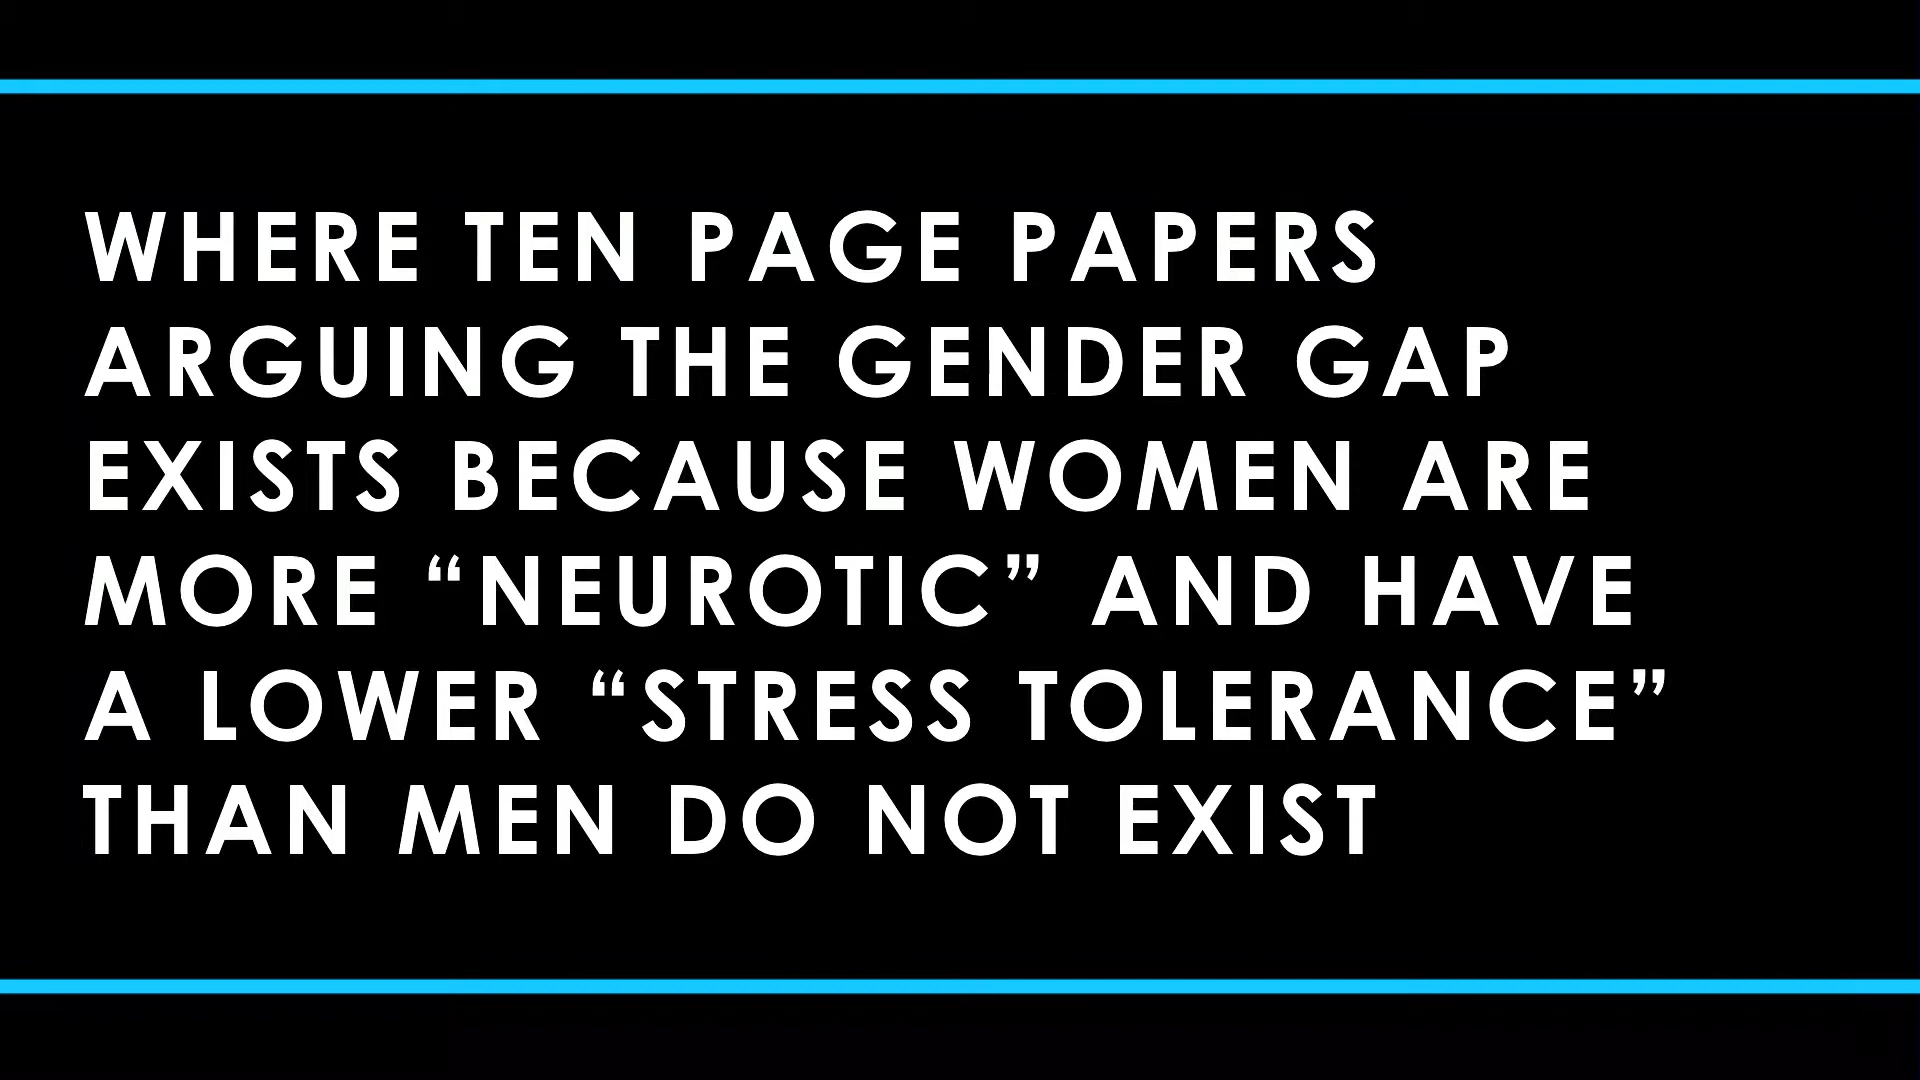 WHERE TEN PAGE PAPERS
ARGUING THE GENDER GAP
EXISTS BECAUSE WOMEN ARE
MORE “NEUROTIC” AND HAVE
A LOWER “STRESS TOLERANCE”
THAN MEN DO NOT EXIST